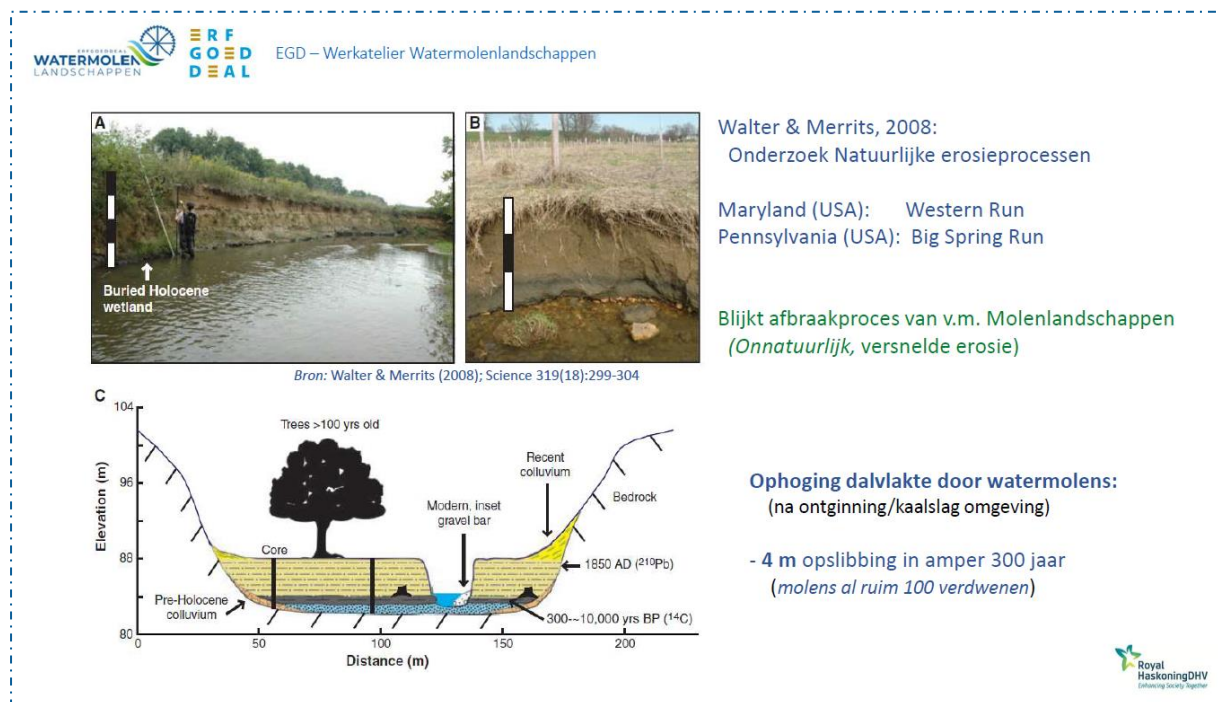 ERFGOEDDEAL
WATERMOLEN
LANDSCHAPPEN
ERF
GOED
DEAL
EGD – Werkatelier Watermolenlandschappen
A
Buried Holocene
wetland
B
Walter & Merrits, 2008:
Onderzoek Natuurlijke erosieprocessen
Maryland (USA): Western Run
Pennsylvania (USA): Big Spring Run
Blijkt afbraakproces van v.m. Molenlandschappen
(Onnatuurlijk, versnelde erosie)
Bron: Walter & Merrits (2008); Science 319(18):299-304
C
104
96
88
80
Elevation (m)
Trees >100 yrs old
Recent
colluvium
Bedrock
Modern, inset
gravel bar
Core
1850 AD (²¹⁰Pb)
Pre-Holocene
colluvium
300-~10,000 yrs BP (¹⁴C)
0 50 100 150 200
Distance (m)
Ophoging dalvlakte door watermolens:
(na ontginning/kaalslag omgeving)
- 4 m opslibbing in amper 300 jaar
(molens al ruim 100 verdwenen)
Royal
HaskoningDHV
Enhancing Society Together